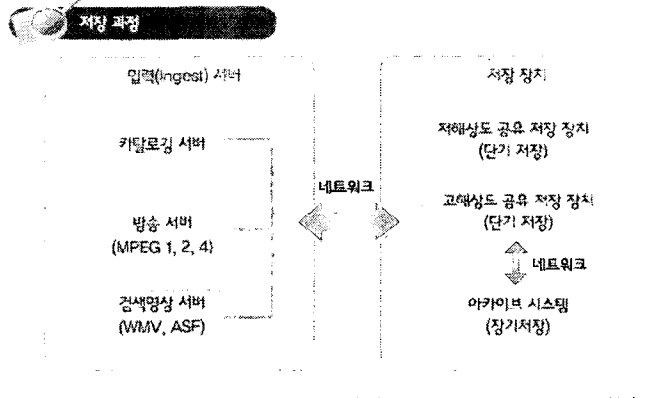 저장 과정
입력(Ingest) 서버
카탈로깅 서버
방송 서버
(MPEG 1, 2, 4)
검색영상 서버
(WMV, ASF)
네트워크
저장 장치
저해상도 공유 저장 장치
(단기 저장)
고해상도 공유 저장 장치
(단기 저장)
네트워크
아카이브 시스템
(장기저장)